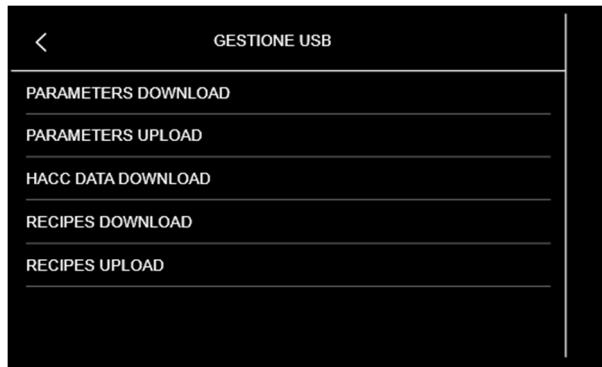 GESTIONE USB
PARAMETERS DOWNLOAD
PARAMETERS UPLOAD
HACC DATA DOWNLOAD
RECIPES DOWNLOAD
RECIPES UPLOAD